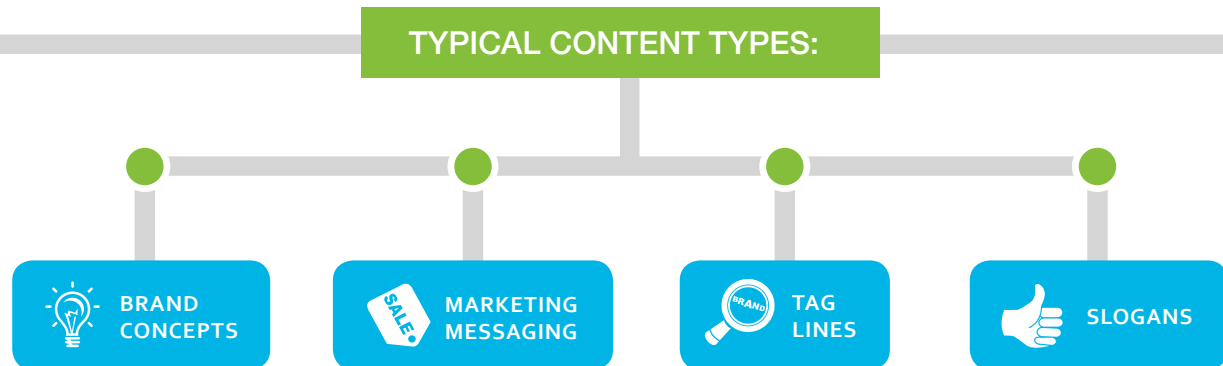 TYPICAL CONTENT TYPES:
BRAND
CONCEPTS
SALE
MARKETING
MESSAGING
BRAND
TAG
LINES
SLOGANS